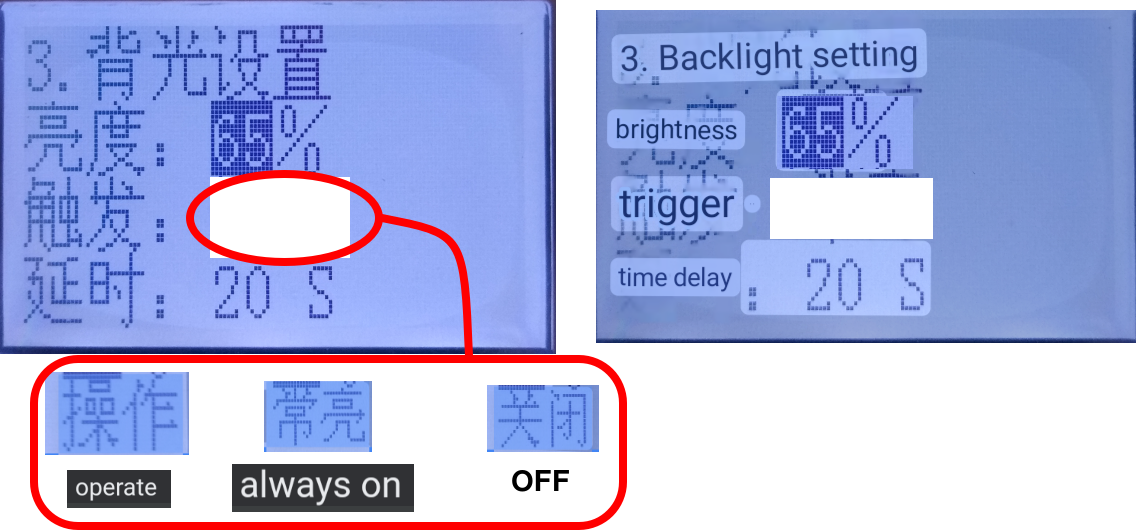 3.背光设置
亮度: 65%
触发:
延时: 20 S
3. Backlight setting
brightness 65%
trigger
time delay : 20 S
操作 常亮 关闭
operate always on OFF